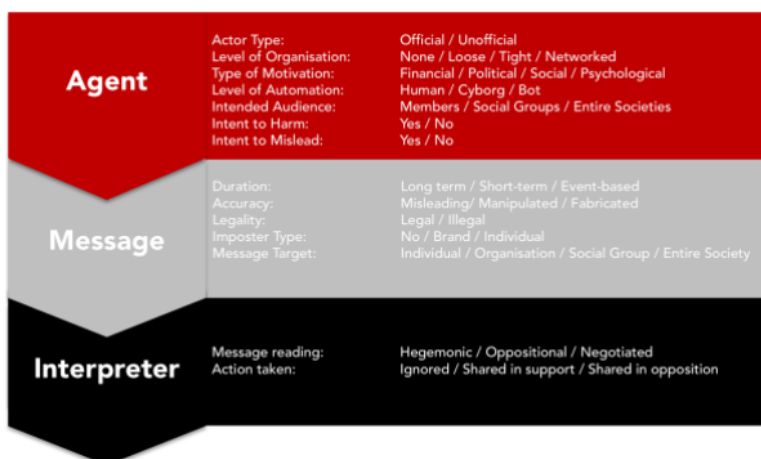 Agent
Actor Type: Official / Unofficial
Level of Organisation: None / Loose / Tight / Networked
Type of Motivation: Financial / Political / Social / Psychological
Level of Automation: Human / Cyborg / Bot
Intended Audience: Members / Social Groups / Entire Societies
Intent to Harm: Yes / No
Intent to Mislead: Yes / No
Message
Duration: Long term / Short-term / Event-based
Accuracy: Misleading/ Manipulated / Fabricated
Legality: Legal / Illegal
Imposter Type: No / Brand / Individual
Message Target: Individual / Organisation / Social Group / Entire Society
Interpreter
Message reading: Hegemonic / Oppositional / Negotiated
Action taken: Ignored / Shared in support / Shared in opposition